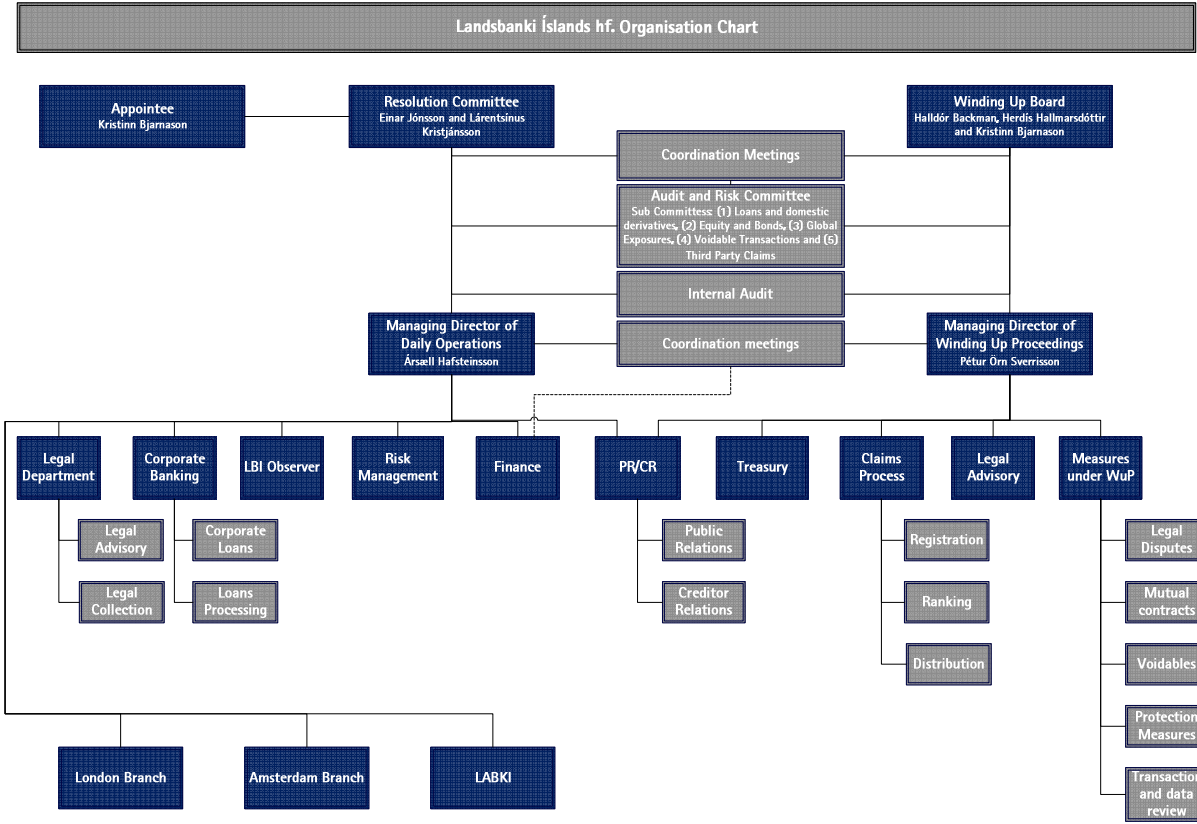 Landsbanki Íslands hf. Organisation Chart
Appointee
Kristinn Bjarnason
Resolution Committee
Einar Jónsson and Lárentsínus
Kristjánsson
Winding Up Board
Halldór Backman, Herdís Hallmarsdóttir
and Kristinn Bjarnason
Coordination Meetings
Audit and Risk Committee
Sub Committess: (1) Loans and domestic
derivatives, (2) Equity and Bonds, (3) Global
Exposures, (4) Voidable Transactions and (5)
Third Party Claims
Internal Audit
Managing Director of
Daily Operations
Ársæll Hafsteinsson
Coordination meetings
Managing Director of
Winding Up Proceedings
Pétur Örn Sverrisson
Legal
Department
Corporate
Banking
LBI Observer
Risk
Management
Finance
PR/CR
Treasury
Claims
Process
Legal
Advisory
Measures
under WuP
Legal
Advisory
Legal
Collection
Corporate
Loans
Loans
Processing
Public
Relations
Creditor
Relations
Registration
Ranking
Distribution
Legal
Disputes
Mutual
contracts
Voidables
Protection
Measures
Transaction
and data
review
London Branch
Amsterdam Branch
LABKI